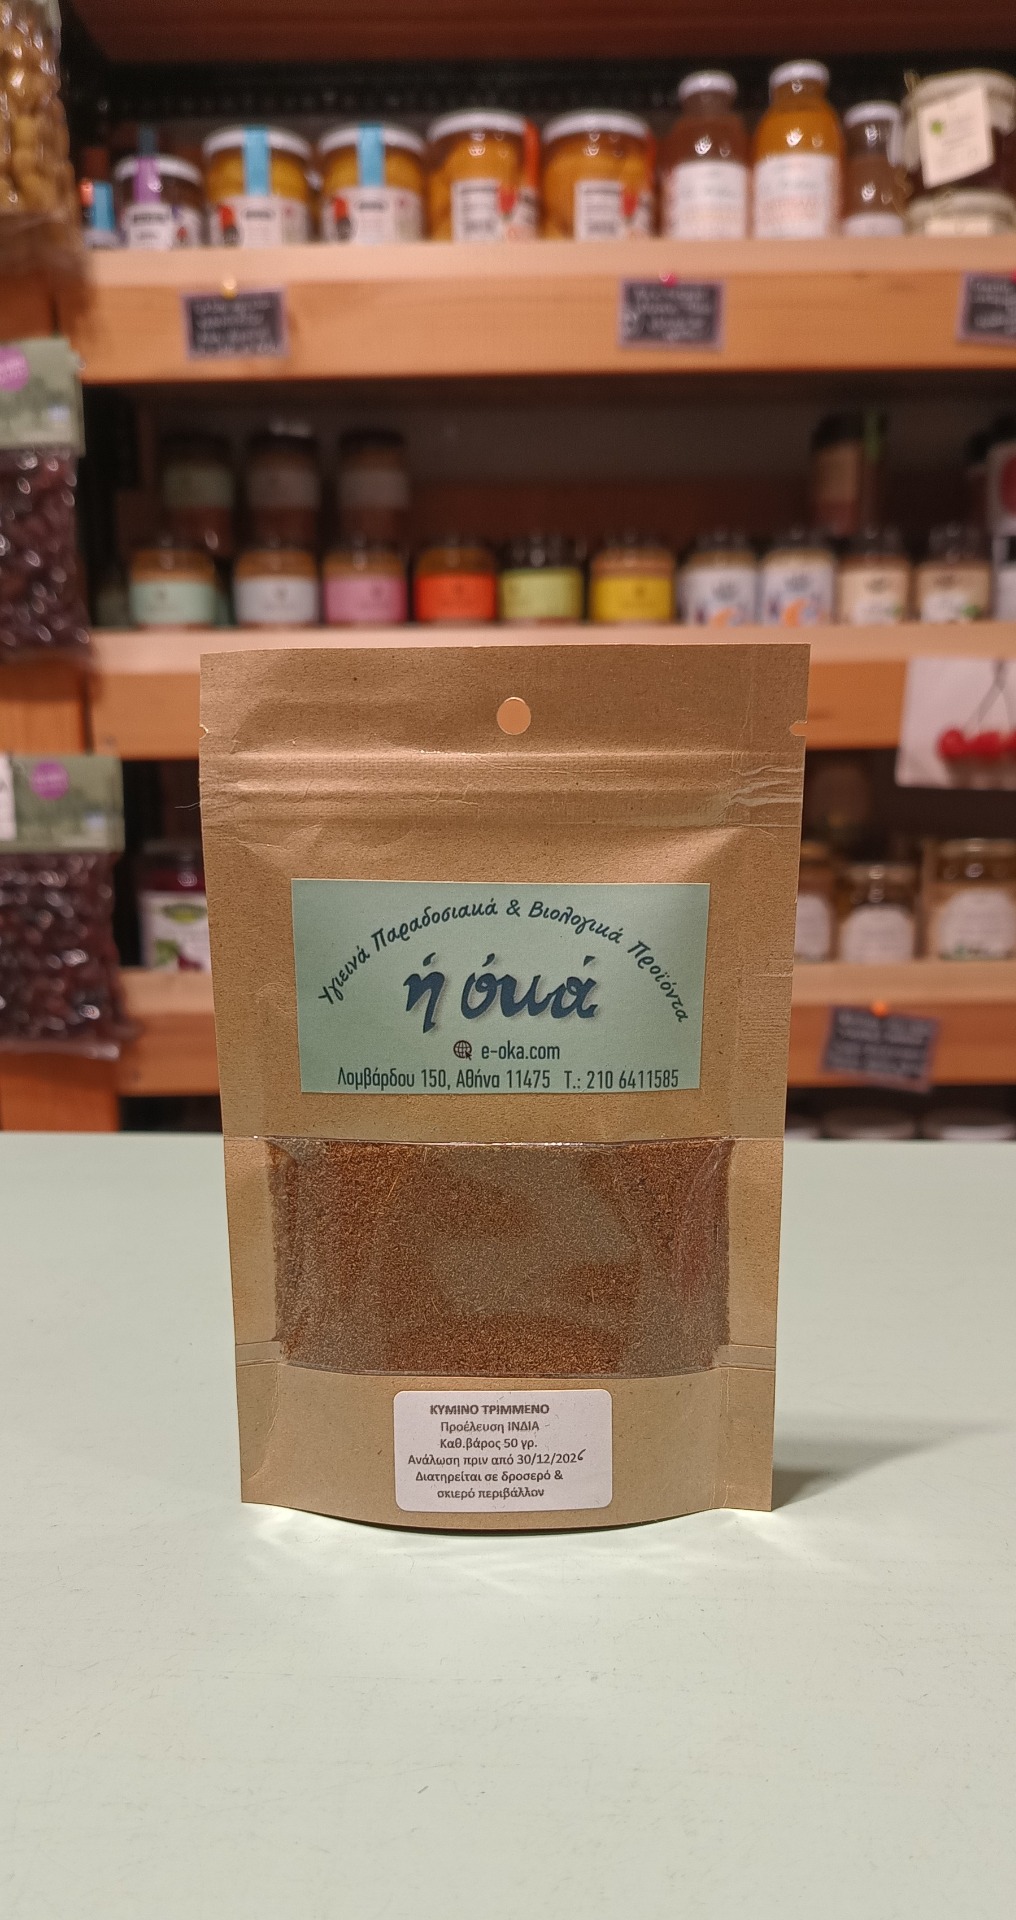 Υγιεινά Παραδοσιακά & Βιολογικά Προϊόντα
ή όκά
e-oka.com
Λομβάρδου 150, Αθήνα 11475 Τ.: 210 6411585
ΚΥΜΙΝΟ ΤΡΙΜΜΕΝΟ
Προέλευση ΙΝΔΙΑ
Καθ.βάρος 50 γρ.
Ανάλωση πριν από 30/12/2026
Διατηρείται σε δροσερό &
σκιερό περιβάλλον